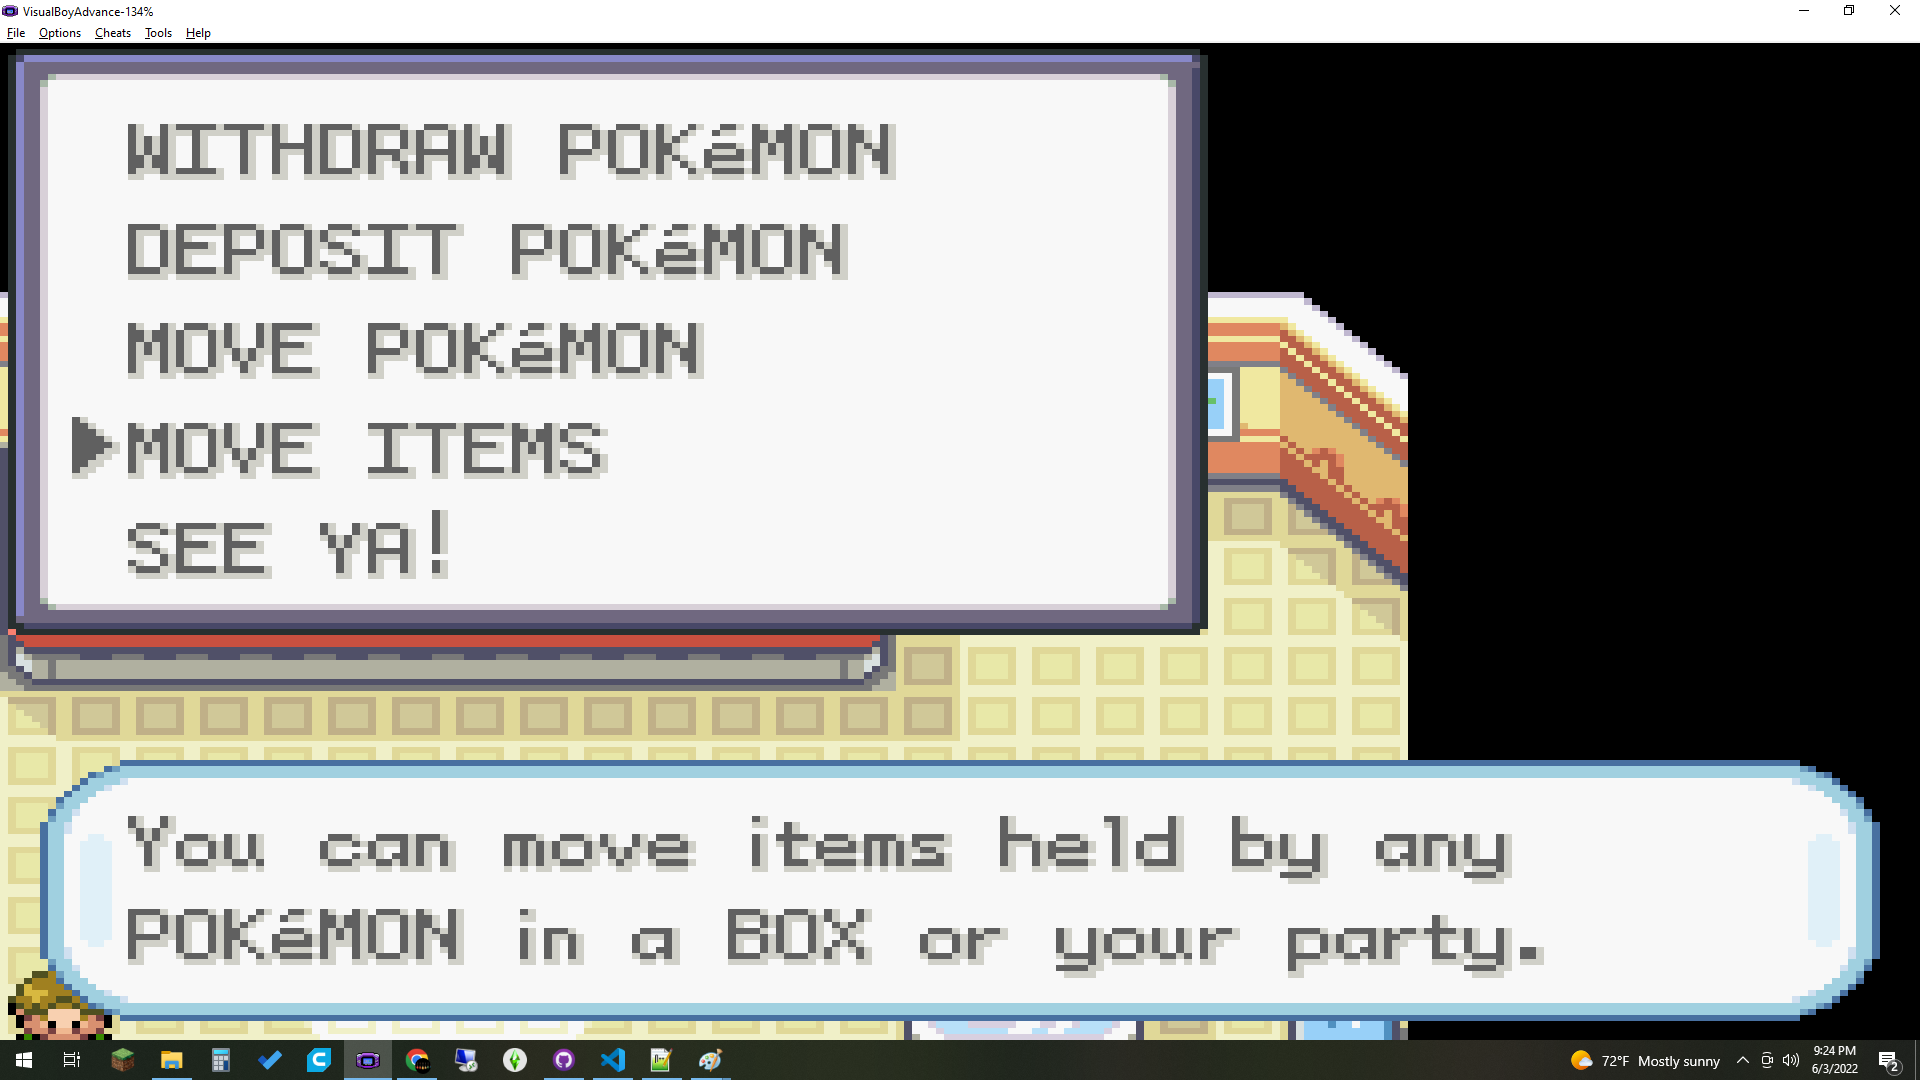 VisualBoyAdvance-134%
File Options Cheats Tools Help
WITHDRAW POKéMON
DEPOSIT POKéMON
MOVE POKéMON
MOVE ITEMS
SEE YA!
You can move items held by any
POKéMON in a BOX or your party.
72°F Mostly sunny
9:24 PM
6/3/2022
2